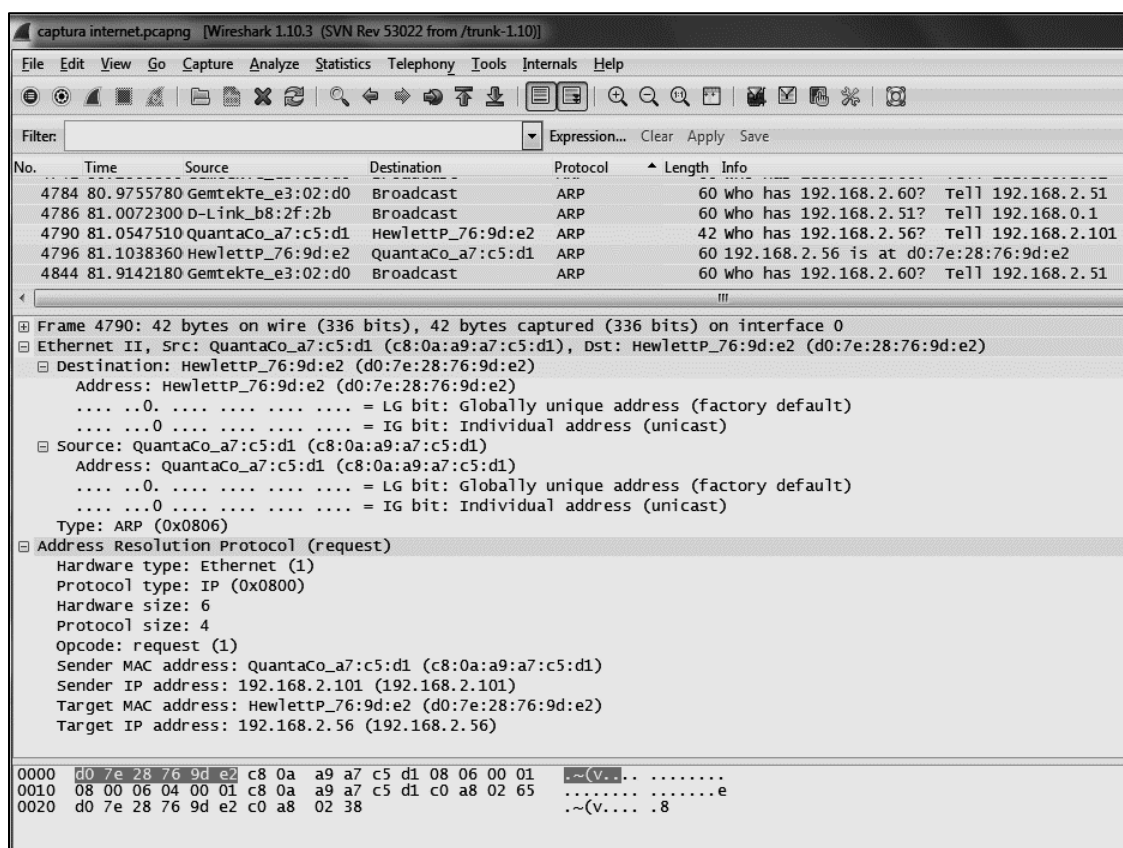 captura internet.pcapng [Wireshark 1.10.3 (SVN Rev 53022 from /trunk-1.10)]
File Edit View Go Capture Analyze Statistics Telephony Tools Internals Help
Filter: Expression... Clear Apply Save
No. Time Source Destination Protocol Length Info
4784 80.9755780 GemtekTe_e3:02:d0 Broadcast ARP 60 Who has 192.168.2.60? Tell 192.168.2.51
4786 81.0072300 D-Link_b8:2f:2b Broadcast ARP 60 Who has 192.168.2.51? Tell 192.168.0.1
4790 81.0547510 QuantaCo_a7:c5:d1 HewlettP_76:9d:e2 ARP 42 Who has 192.168.2.56? Tell 192.168.2.101
4796 81.1038360 HewlettP_76:9d:e2 QuantaCo_a7:c5:d1 ARP 60 192.168.2.56 is at d0:7e:28:76:9d:e2
4844 81.9142180 GemtekTe_e3:02:d0 Broadcast ARP 60 Who has 192.168.2.60? Tell 192.168.2.51
Frame 4790: 42 bytes on wire (336 bits), 42 bytes captured (336 bits) on interface 0
Ethernet II, Src: QuantaCo_a7:c5:d1 (c8:0a:a9:a7:c5:d1), Dst: HewlettP_76:9d:e2 (d0:7e:28:76:9d:e2)
Destination: HewlettP_76:9d:e2 (d0:7e:28:76:9d:e2)
Address: HewlettP_76:9d:e2 (d0:7e:28:76:9d:e2)
.... ..0. .... .... .... .... = LG bit: Globally unique address (factory default)
.... ...0 .... .... .... .... = IG bit: Individual address (unicast)
Source: QuantaCo_a7:c5:d1 (c8:0a:a9:a7:c5:d1)
Address: QuantaCo_a7:c5:d1 (c8:0a:a9:a7:c5:d1)
.... ..0. .... .... .... .... = LG bit: Globally unique address (factory default)
.... ...0 .... .... .... .... = IG bit: Individual address (unicast)
Type: ARP (0x0806)
Address Resolution Protocol (request)
Hardware type: Ethernet (1)
Protocol type: IP (0x0800)
Hardware size: 6
Protocol size: 4
Opcode: request (1)
Sender MAC address: QuantaCo_a7:c5:d1 (c8:0a:a9:a7:c5:d1)
Sender IP address: 192.168.2.101 (192.168.2.101)
Target MAC address: HewlettP_76:9d:e2 (d0:7e:28:76:9d:e2)
Target IP address: 192.168.2.56 (192.168.2.56)
0000 d0 7e 28 76 9d e2 c8 0a a9 a7 c5 d1 08 06 00 01 .~(v.... ........
0010 08 00 06 04 00 01 c8 0a a9 a7 c5 d1 c0 a8 02 65 ........ .......e
0020 d0 7e 28 76 9d e2 c0 a8 02 38 .~(v.... .8